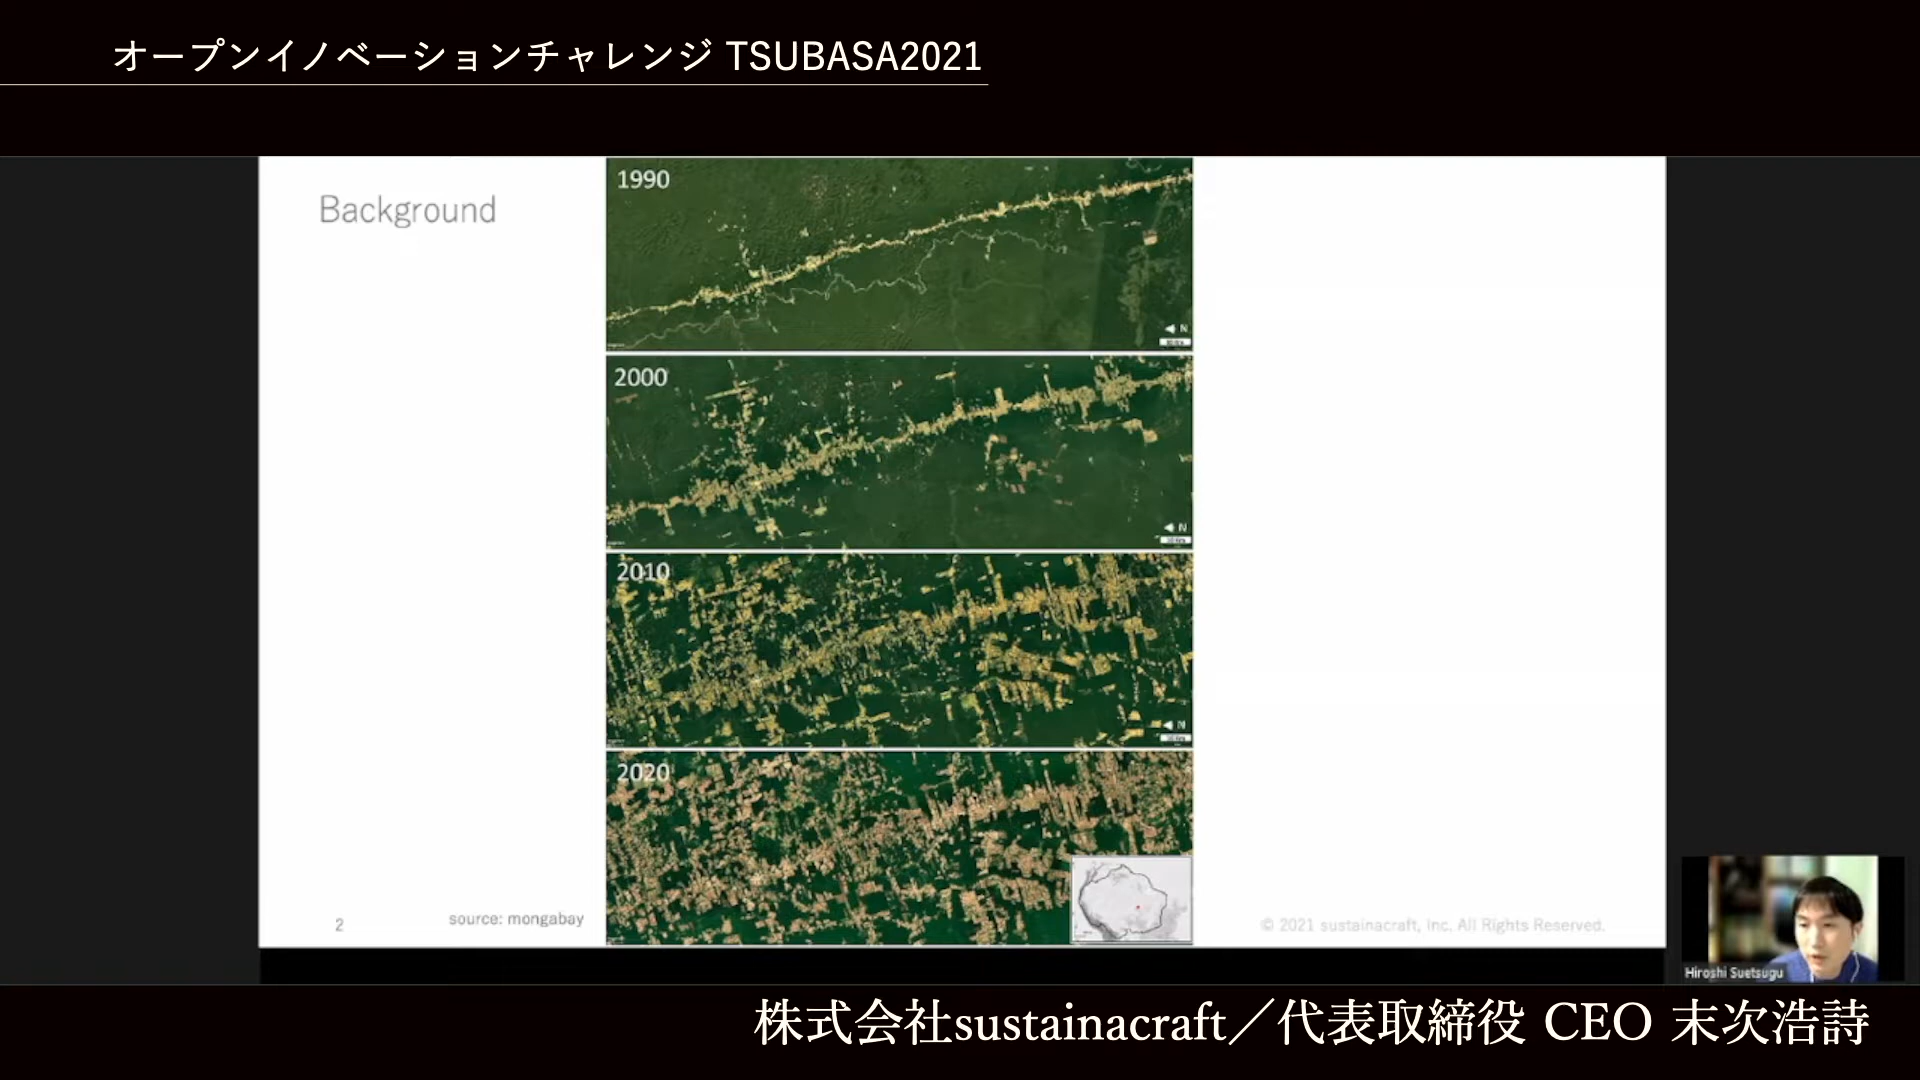 オープンイノベーションチャレンジ TSUBASA2021
Background
1990
N
2000
N
2010
N
2020
2
source: mongabay
© 2021 sustainacraft, Inc. All Rights Reserved.
Hiroshi Suetsugu
株式会社sustainacraft／代表取締役 CEO 末次浩詩